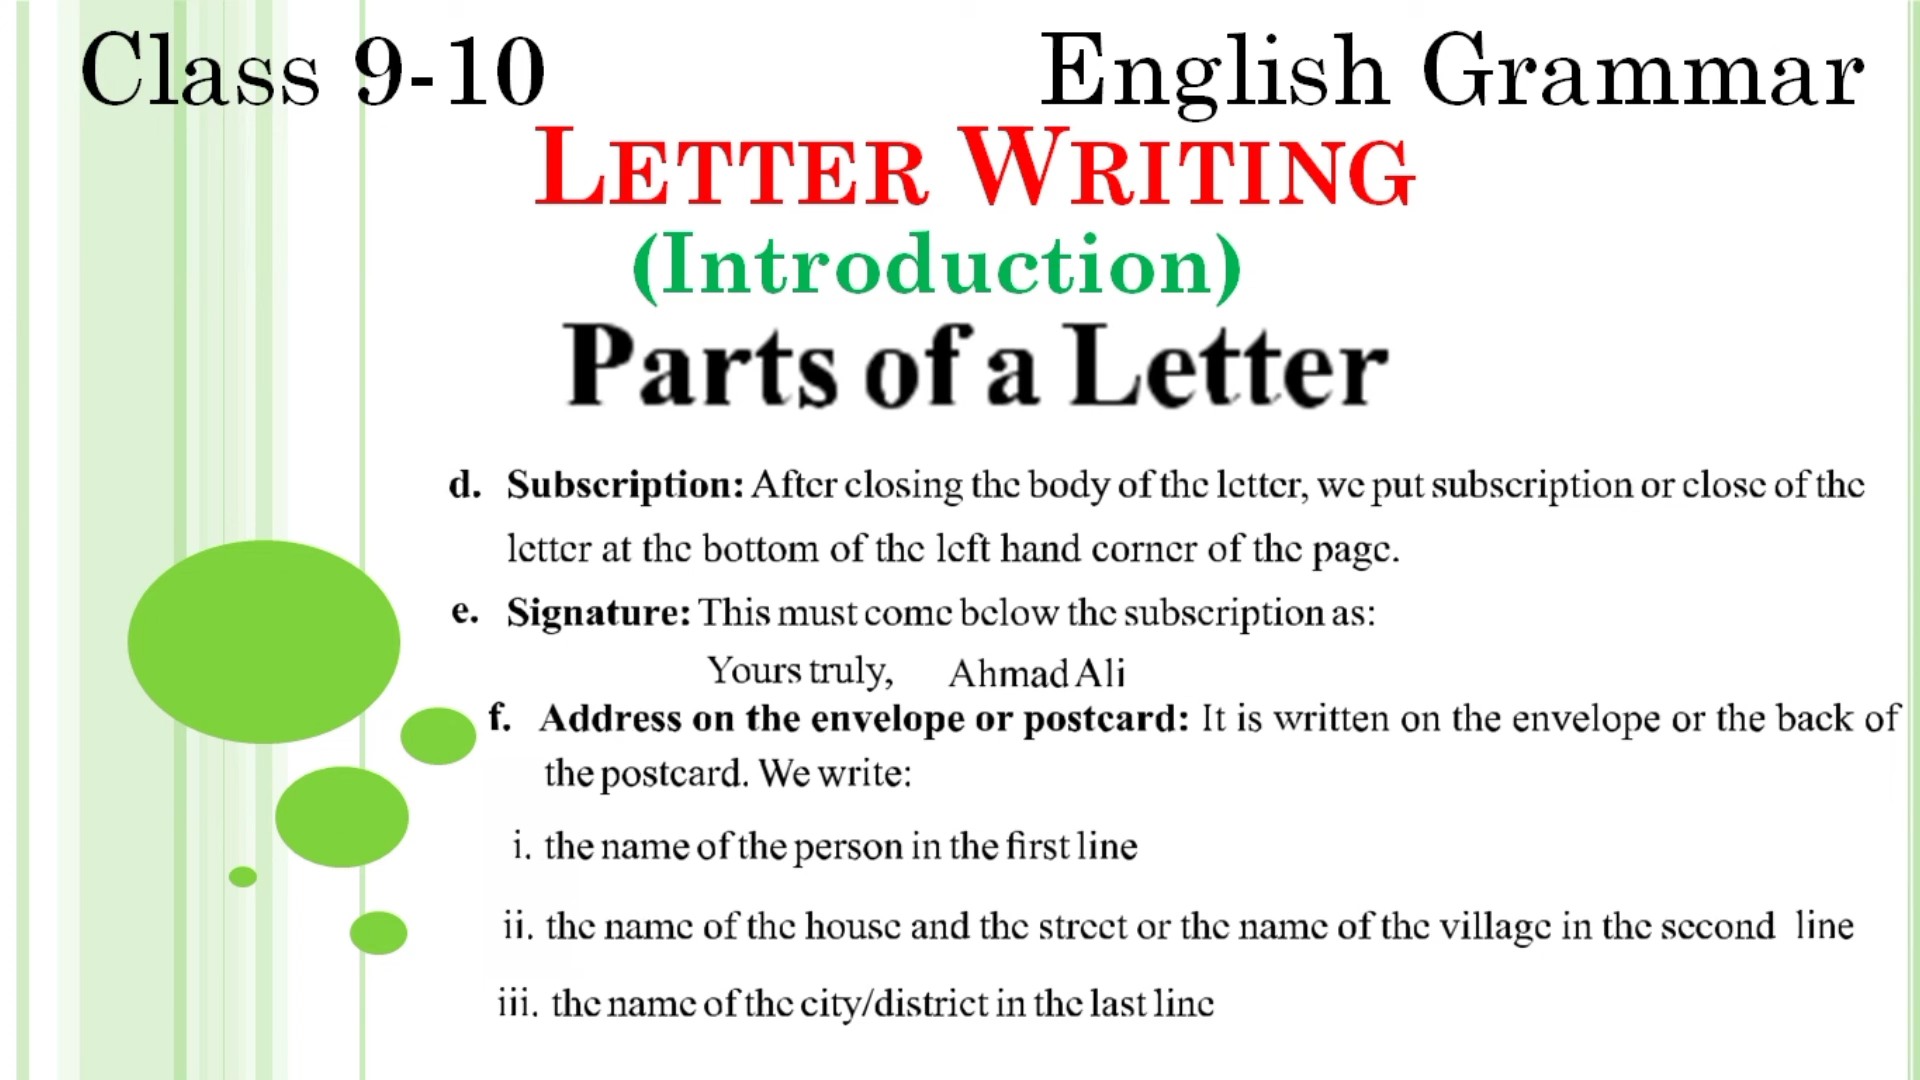 Class 9-10 English Grammar
LETTER WRITING
(Introduction)
Parts of a Letter
d. Subscription: After closing the body of the letter, we put subscription or close of the
letter at the bottom of the left hand corner of the page.
e. Signature: This must come below the subscription as:
Yours truly, Ahmad Ali
f. Address on the envelope or postcard: It is written on the envelope or the back of
the postcard. We write:
i. the name of the person in the first line
ii. the name of the house and the street or the name of the village in the second line
iii. the name of the city/district in the last line